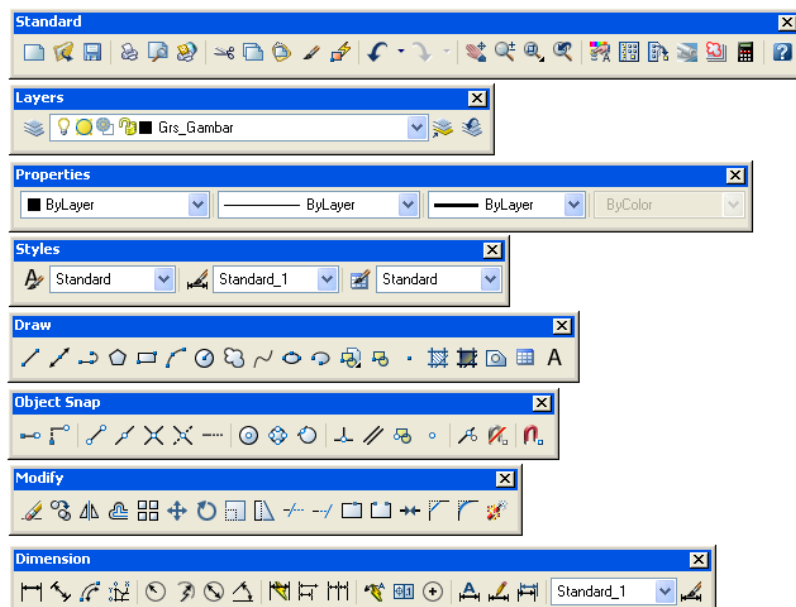 Standard
Layers
Grs_Gambar
Properties
ByLayer ByLayer ByLayer ByColor
Styles
Standard Standard_1 Standard
Draw
A
Object Snap
Modify
Dimension
Standard_1